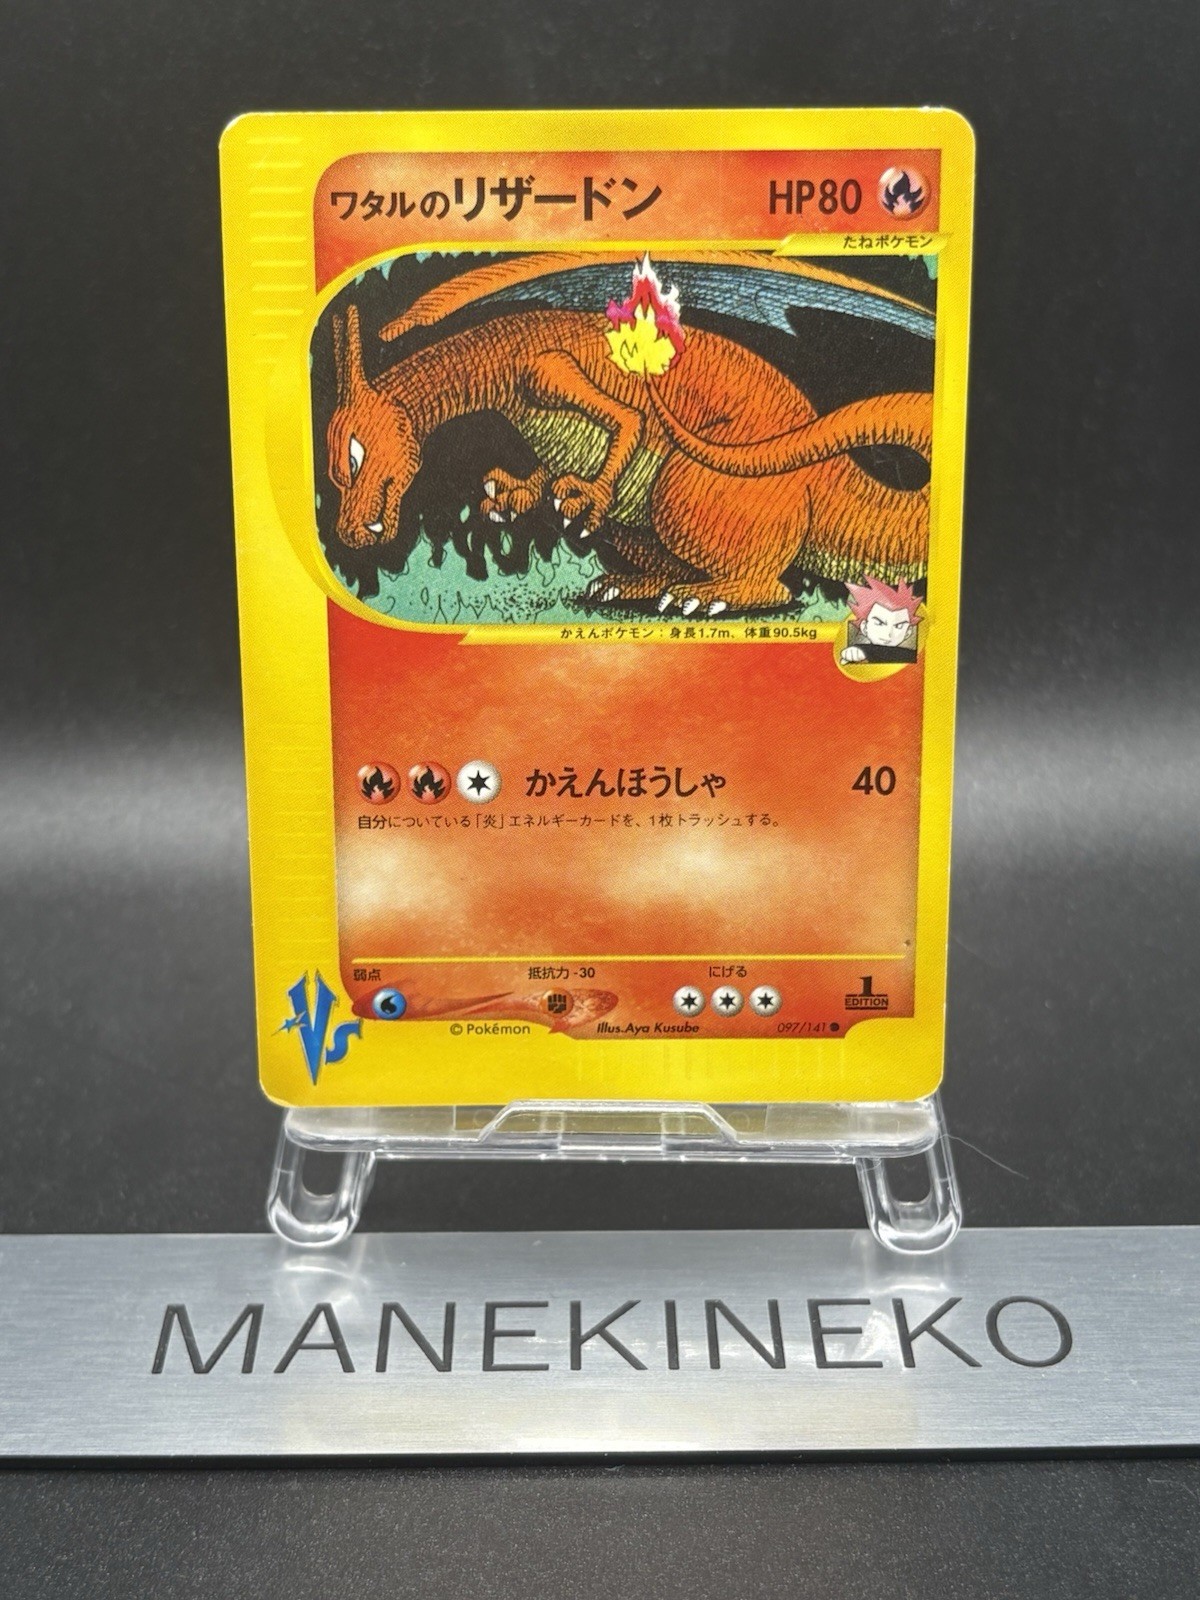 ワタルのリザードン HP80
たねポケモン
かえんポケモン：身長1.7m、体重90.5kg
かえんほうしゃ 40
自分についている「炎」エネルギーカードを、1枚トラッシュする。
弱点 抵抗力-30 にげる
1
EDITION
Vs
©Pokémon Illus.Aya Kusube 097/141●
MANEKINEKO